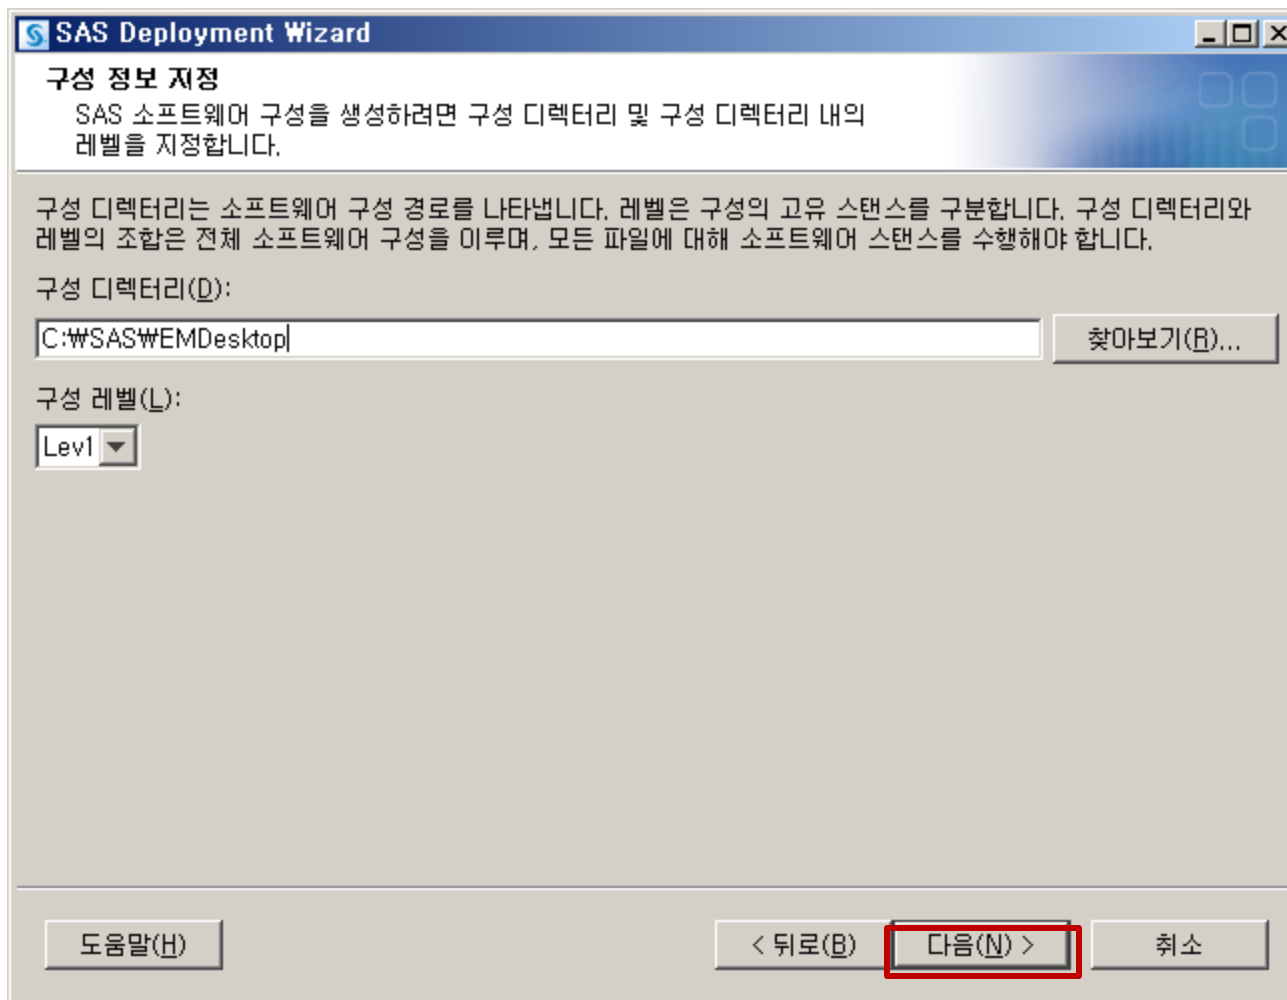 SAS Deployment Wizard
구성 정보 지정
SAS 소프트웨어 구성을 생성하려면 구성 디렉터리 및 구성 디렉터리 내의
레벨을 지정합니다.
구성 디렉터리는 소프트웨어 구성 경로를 나타냅니다. 레벨은 구성의 고유 스탠스를 구분합니다. 구성 디렉터리와
레벨의 조합은 전체 소프트웨어 구성을 이루며, 모든 파일에 대해 소프트웨어 스탠스를 수행해야 합니다.
구성 디렉터리(D):
C:₩SAS₩EMDesktop
찾아보기(R)...
구성 레벨(L):
Lev1
도움말(H)
< 뒤로(B)
다음(N) >
취소